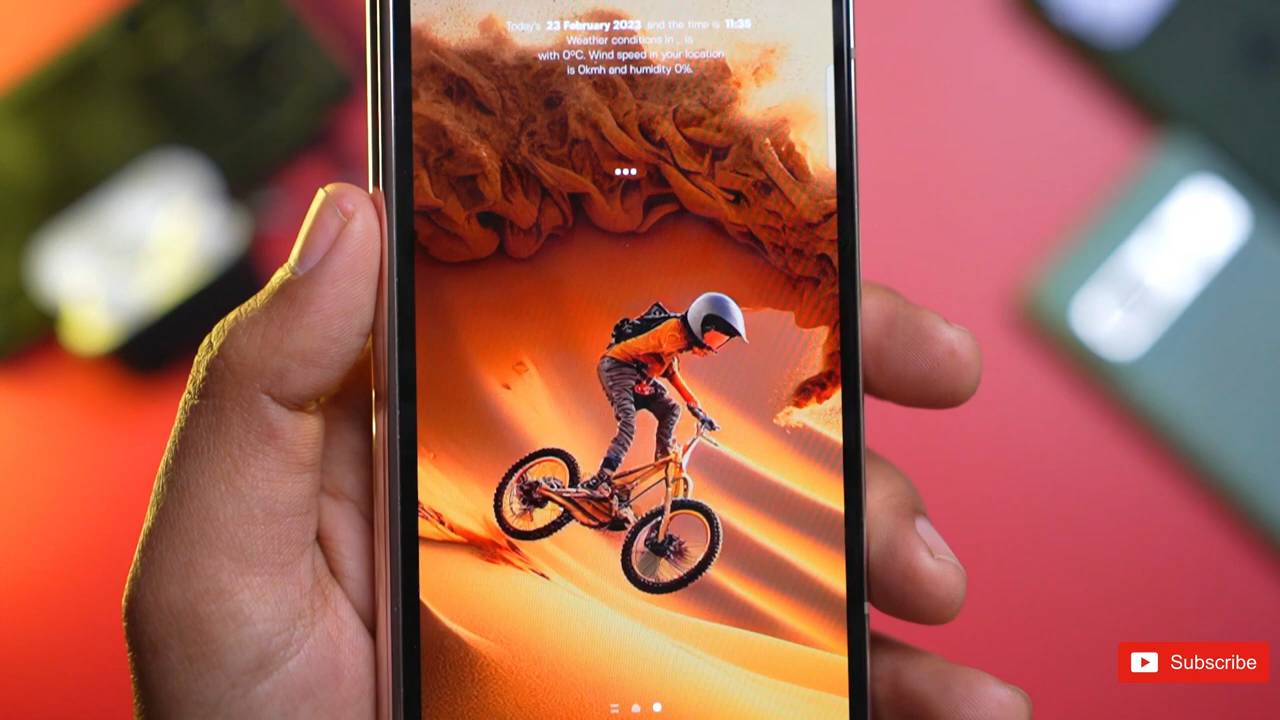 Today's 23 February 2023 and the time is 11:35
Weather conditions in , is
with 0°C. Wind speed in your location
is 0kmh and humidity 0%.
Subscribe